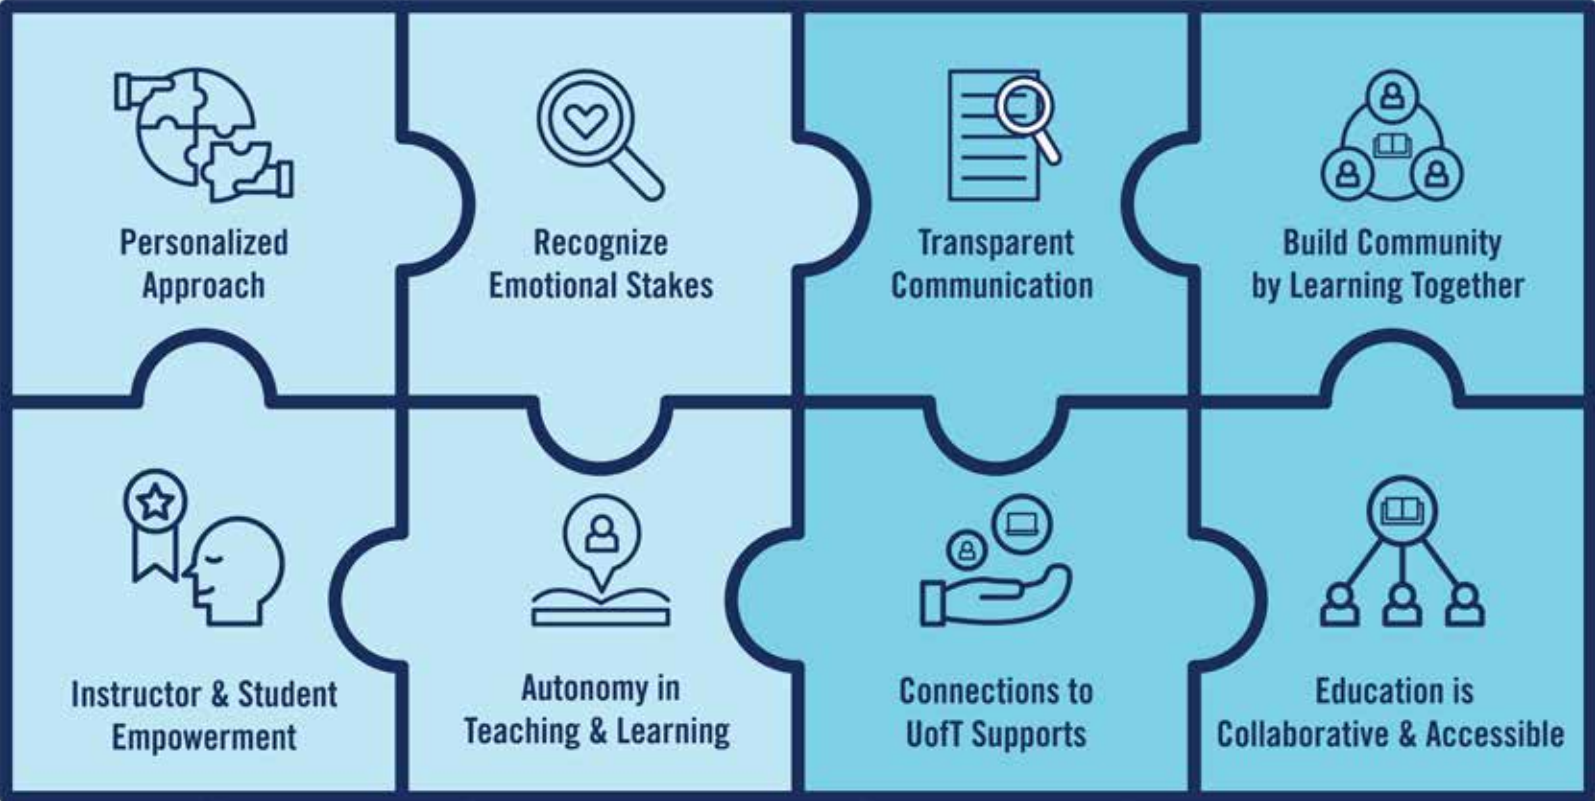 Personalized
Approach
Recognize
Emotional Stakes
Transparent
Communication
Build Community
by Learning Together
Instructor & Student
Empowerment
Autonomy in
Teaching & Learning
Connections to
UofT Supports
Education is
Collaborative & Accessible